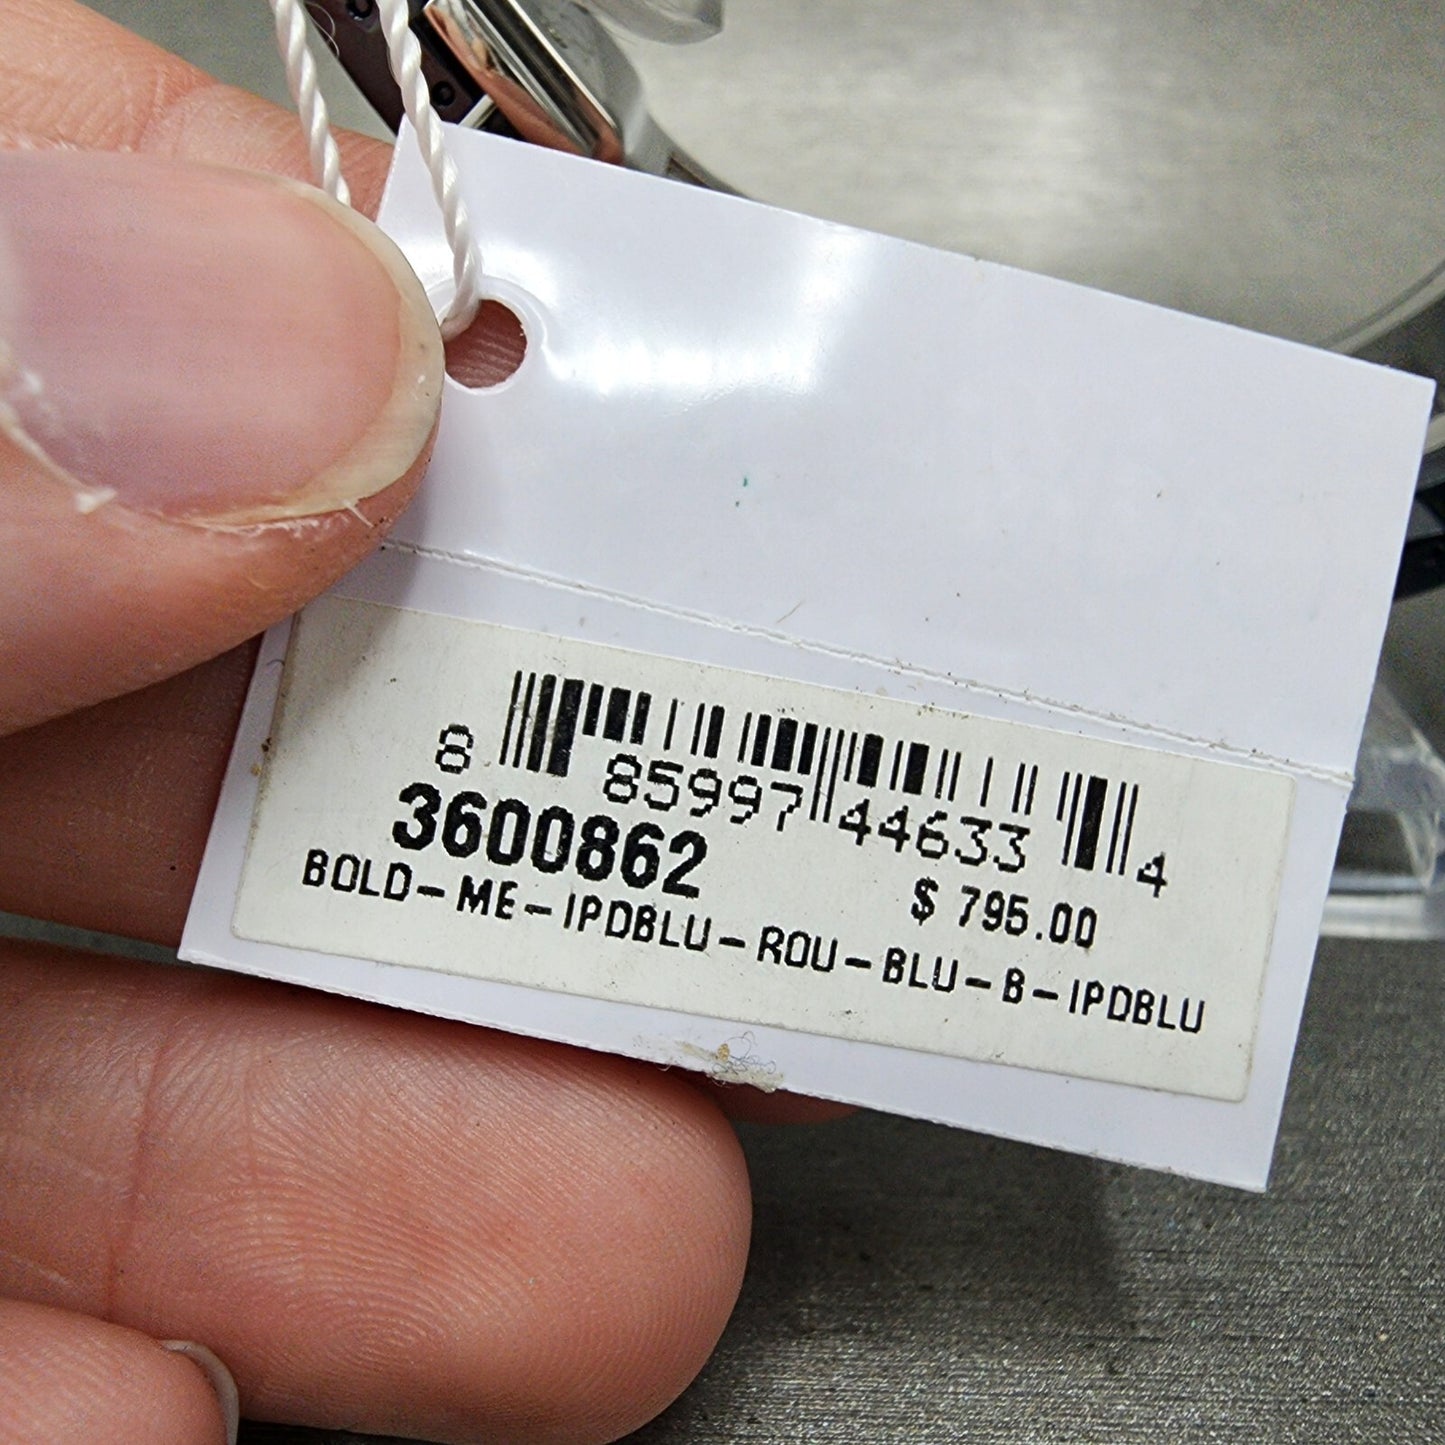 8 85997 44633 4
3600862
$ 795.00
BOLD-ME-IPDBLU-ROU-BLU-B-IPDBLU